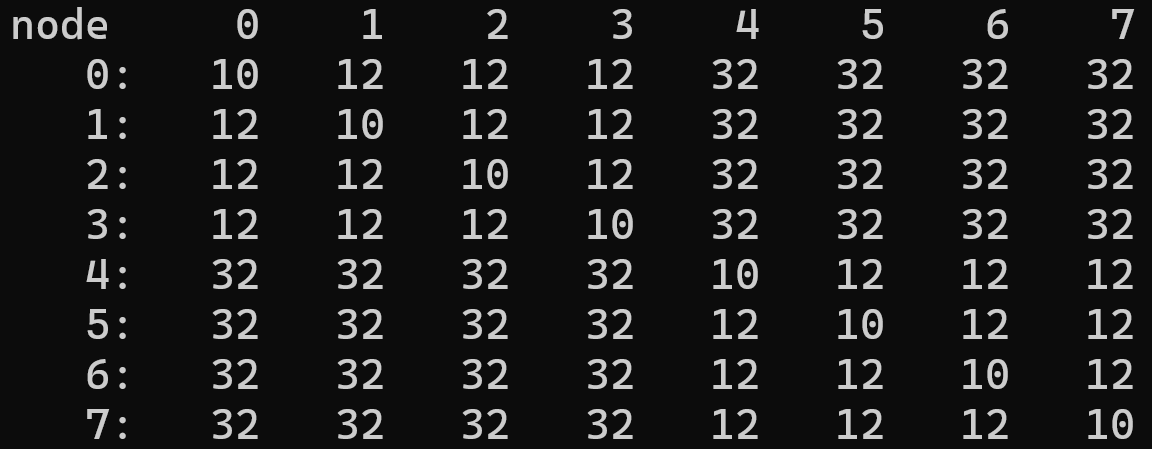 node 0 1 2 3 4 5 6 7
0: 10 12 12 12 32 32 32 32
1: 12 10 12 12 32 32 32 32
2: 12 12 10 12 32 32 32 32
3: 12 12 12 10 32 32 32 32
4: 32 32 32 32 10 12 12 12
5: 32 32 32 32 12 10 12 12
6: 32 32 32 32 12 12 10 12
7: 32 32 32 32 12 12 12 10